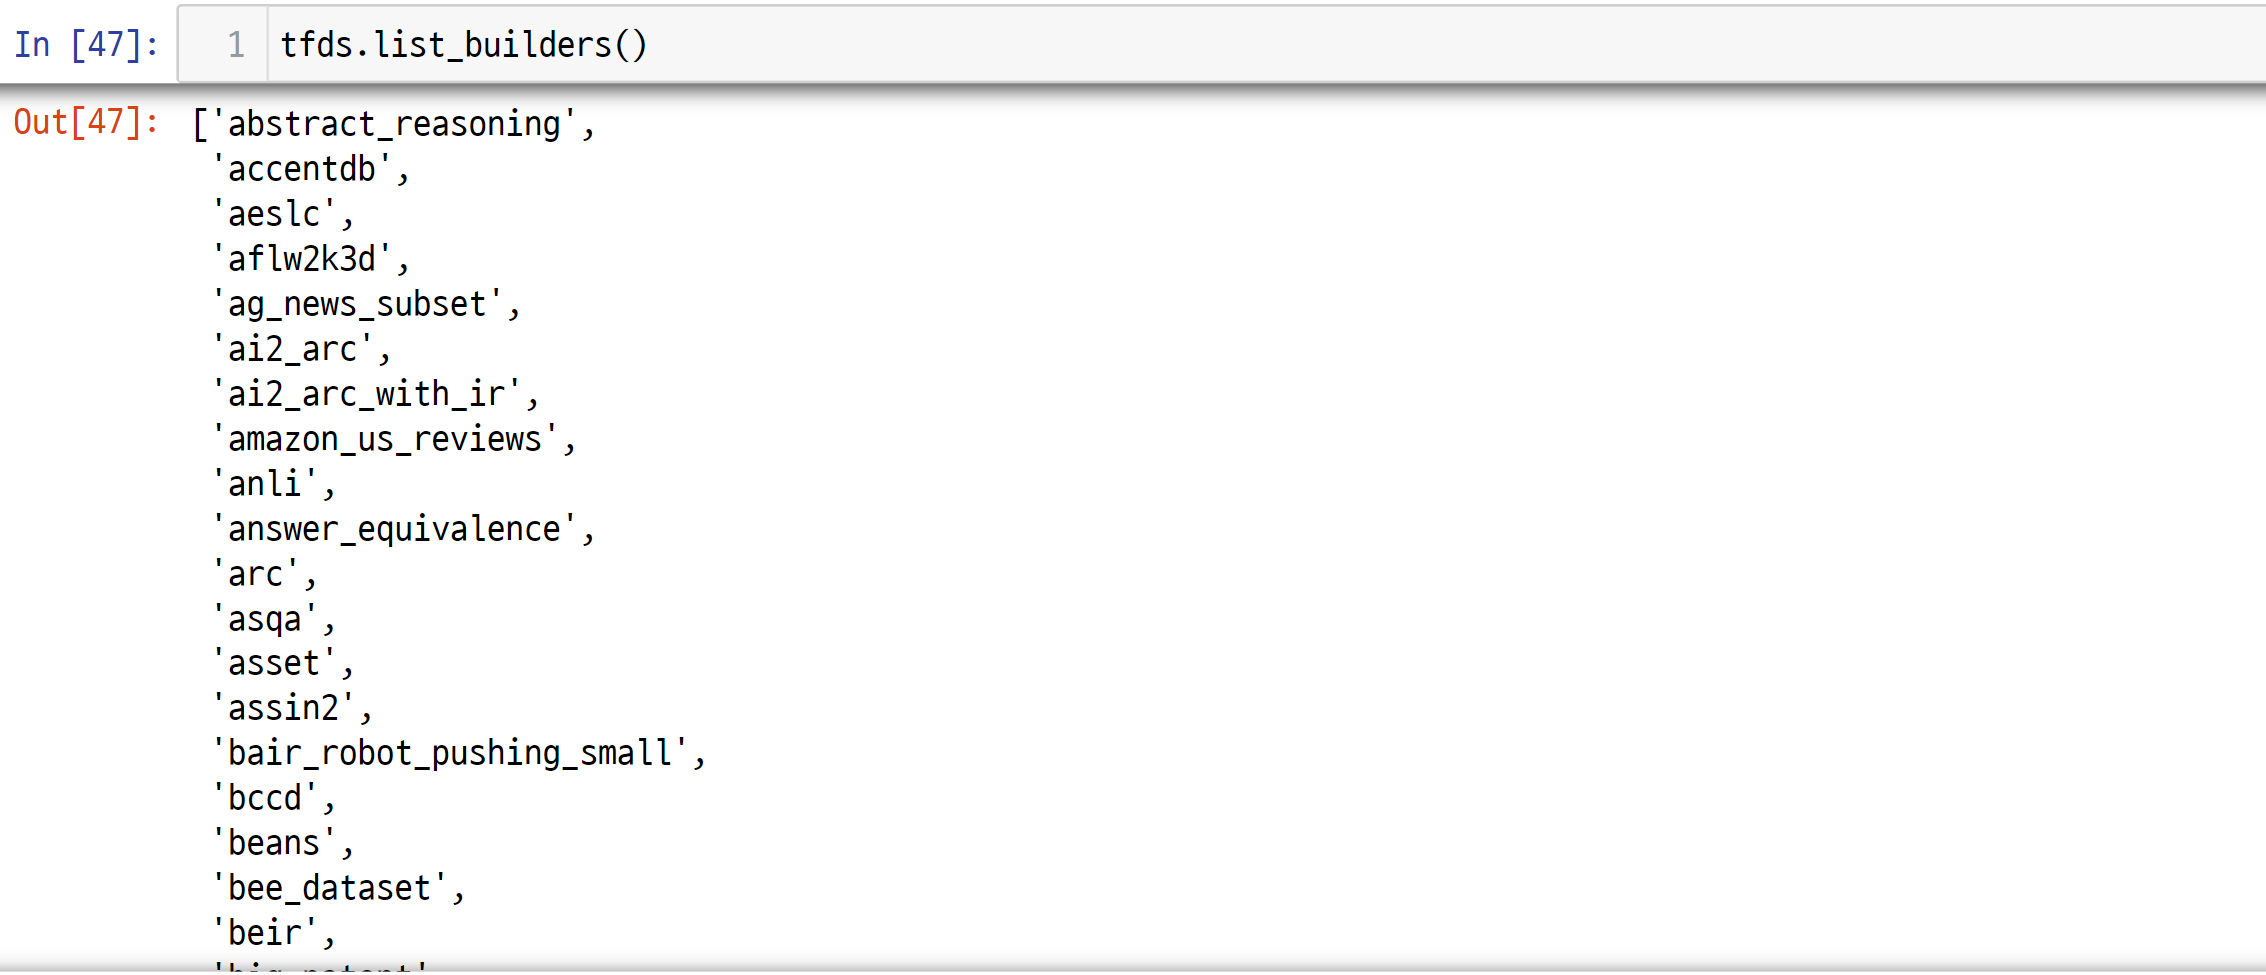 In [47]: 1 tfds.list_builders()
Out[47]: ['abstract_reasoning',
'accentdb',
'aeslc',
'aflw2k3d',
'ag_news_subset',
'ai2_arc',
'ai2_arc_with_ir',
'amazon_us_reviews',
'anli',
'answer_equivalence',
'arc',
'asqa',
'asset',
'assin2',
'bair_robot_pushing_small',
'bccd',
'beans',
'bee_dataset',
'beir',